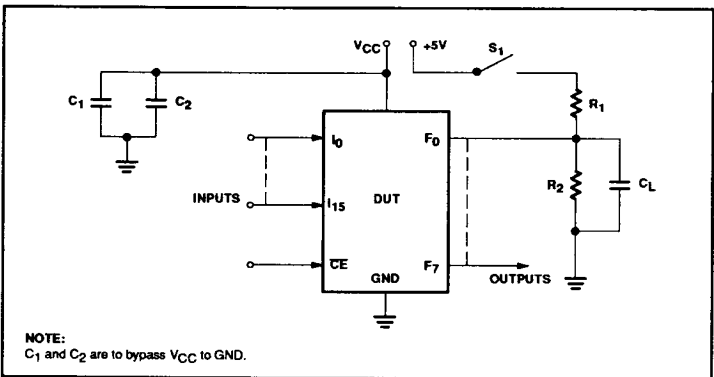 VCC +5V S1
C1 C2 R1
I0 F0
R2 CL
INPUTS I15 DUT
CE F7
GND OUTPUTS
NOTE:
C1 and C2 are to bypass VCC to GND.